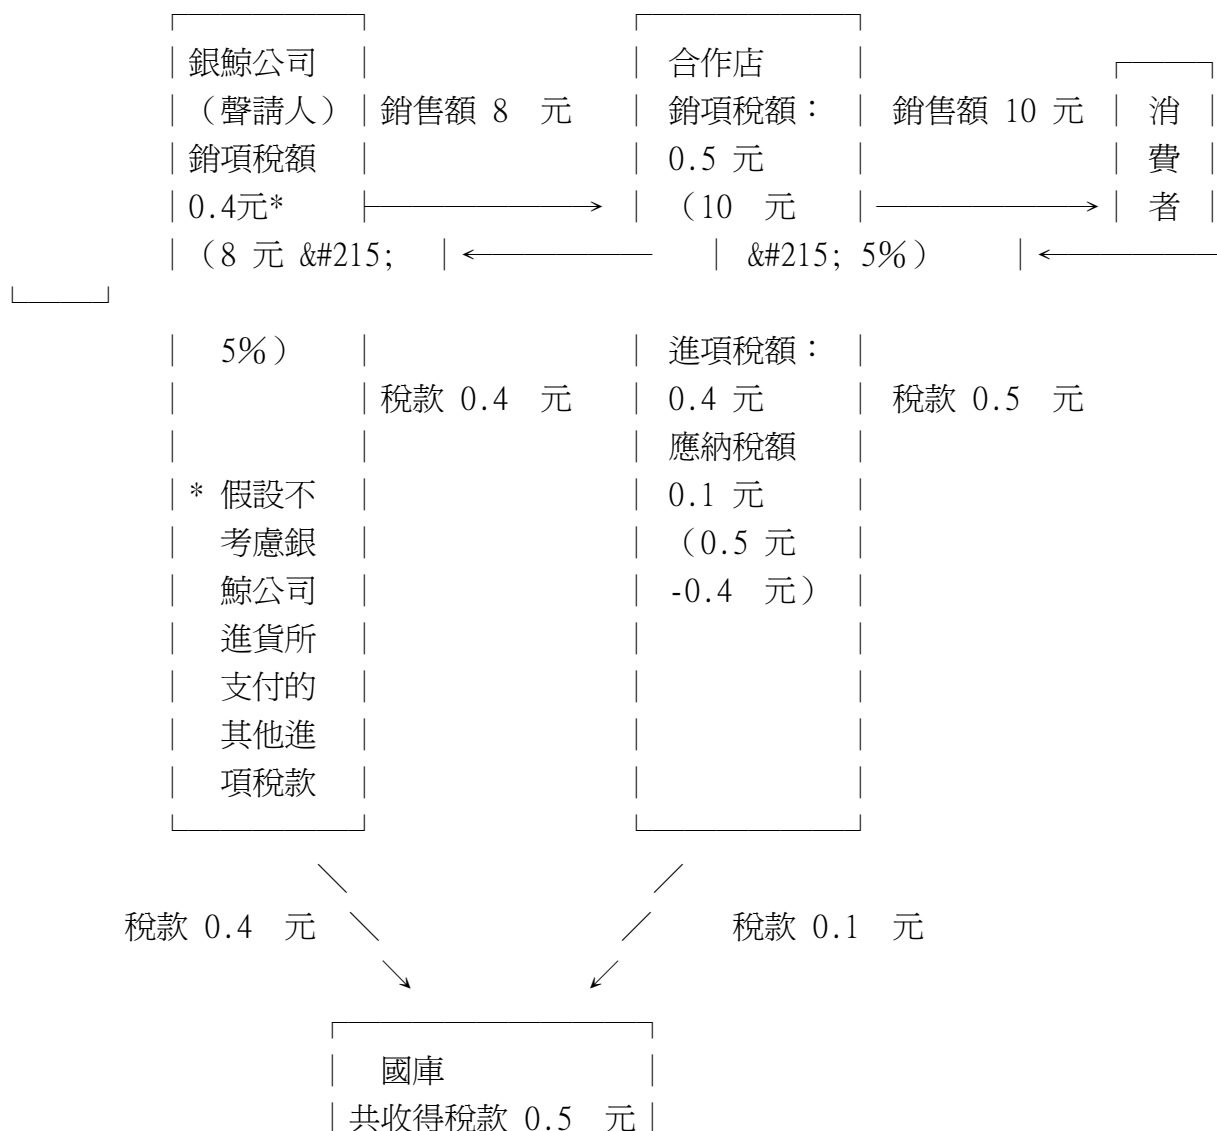 銀鯨公司 合作店
（聲請人） 銷售額 8 元 銷項稅額： 銷售額 10 元 消
銷項稅額 0.5 元 費
0.4元* （10 元 者
（8 元 &#215; &#215; 5%）
5%） 進項稅額：
稅款 0.4 元 0.4 元 稅款 0.5 元
應納稅額
* 假設不 0.1 元
考慮銀 （0.5 元
鯨公司 -0.4 元）
進貨所
支付的
其他進
項稅款
稅款 0.4 元 稅款 0.1 元
國庫
共收得稅款 0.5 元